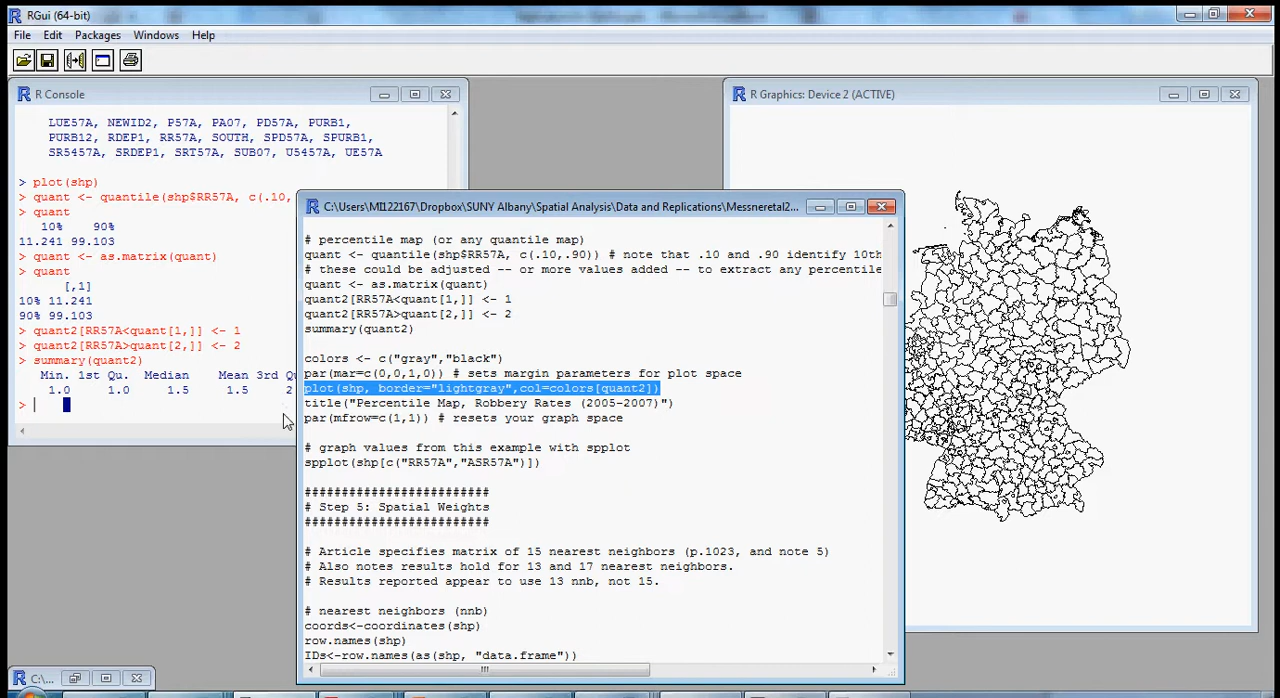 RGui (64-bit)
File Edit Packages Windows Help
R Console
LUE57A, NEWID2, P57A, PA07, PD57A, PURB1,
PURB12, RDEP1, RR57A, SOUTH, SPD57A, SPURB1,
SR5457A, SRDEP1, SRT57A, SUB07, U5457A, UE57A
> plot(shp)
> quant <- quantile(shp$RR57A, c(.10,
> quant
10% 90%
11.241 99.103
> quant <- as.matrix(quant)
> quant
[,1]
10% 11.241
90% 99.103
> quant2[RR57A<quant[1,]] <- 1
> quant2[RR57A>quant[2,]] <- 2
> summary(quant2)
Min. 1st Qu. Median Mean 3rd Qu
1.0 1.0 1.5 1.5 2
>
C:\...
C:\Users\MI122167\Dropbox\SUNY Albany\Spatial Analysis\Data and Replications\Messneretal2...
# percentile map (or any quantile map)
quant <- quantile(shp$RR57A, c(.10,.90)) # note that .10 and .90 identify 10th
# these could be adjusted -- or more values added -- to extract any percentile
quant <- as.matrix(quant)
quant2[RR57A<quant[1,]] <- 1
quant2[RR57A>quant[2,]] <- 2
summary(quant2)
colors <- c("gray","black")
par(mar=c(0,0,1,0)) # sets margin parameters for plot space
plot(shp, border="lightgray",col=colors[quant2])
title("Percentile Map, Robbery Rates (2005-2007)")
par(mfrow=c(1,1)) # resets your graph space
# graph values from this example with spplot
spplot(shp[c("RR57A","ASR57A")])
#########################
# Step 5: Spatial Weights
#########################
# Article specifies matrix of 15 nearest neighbors (p.1023, and note 5)
# Also notes results hold for 13 and 17 nearest neighbors.
# Results reported appear to use 13 nnb, not 15.
# nearest neighbors (nnb)
coords<-coordinates(shp)
row.names(shp)
IDs<-row.names(as(shp, "data.frame"))
R Graphics: Device 2 (ACTIVE)